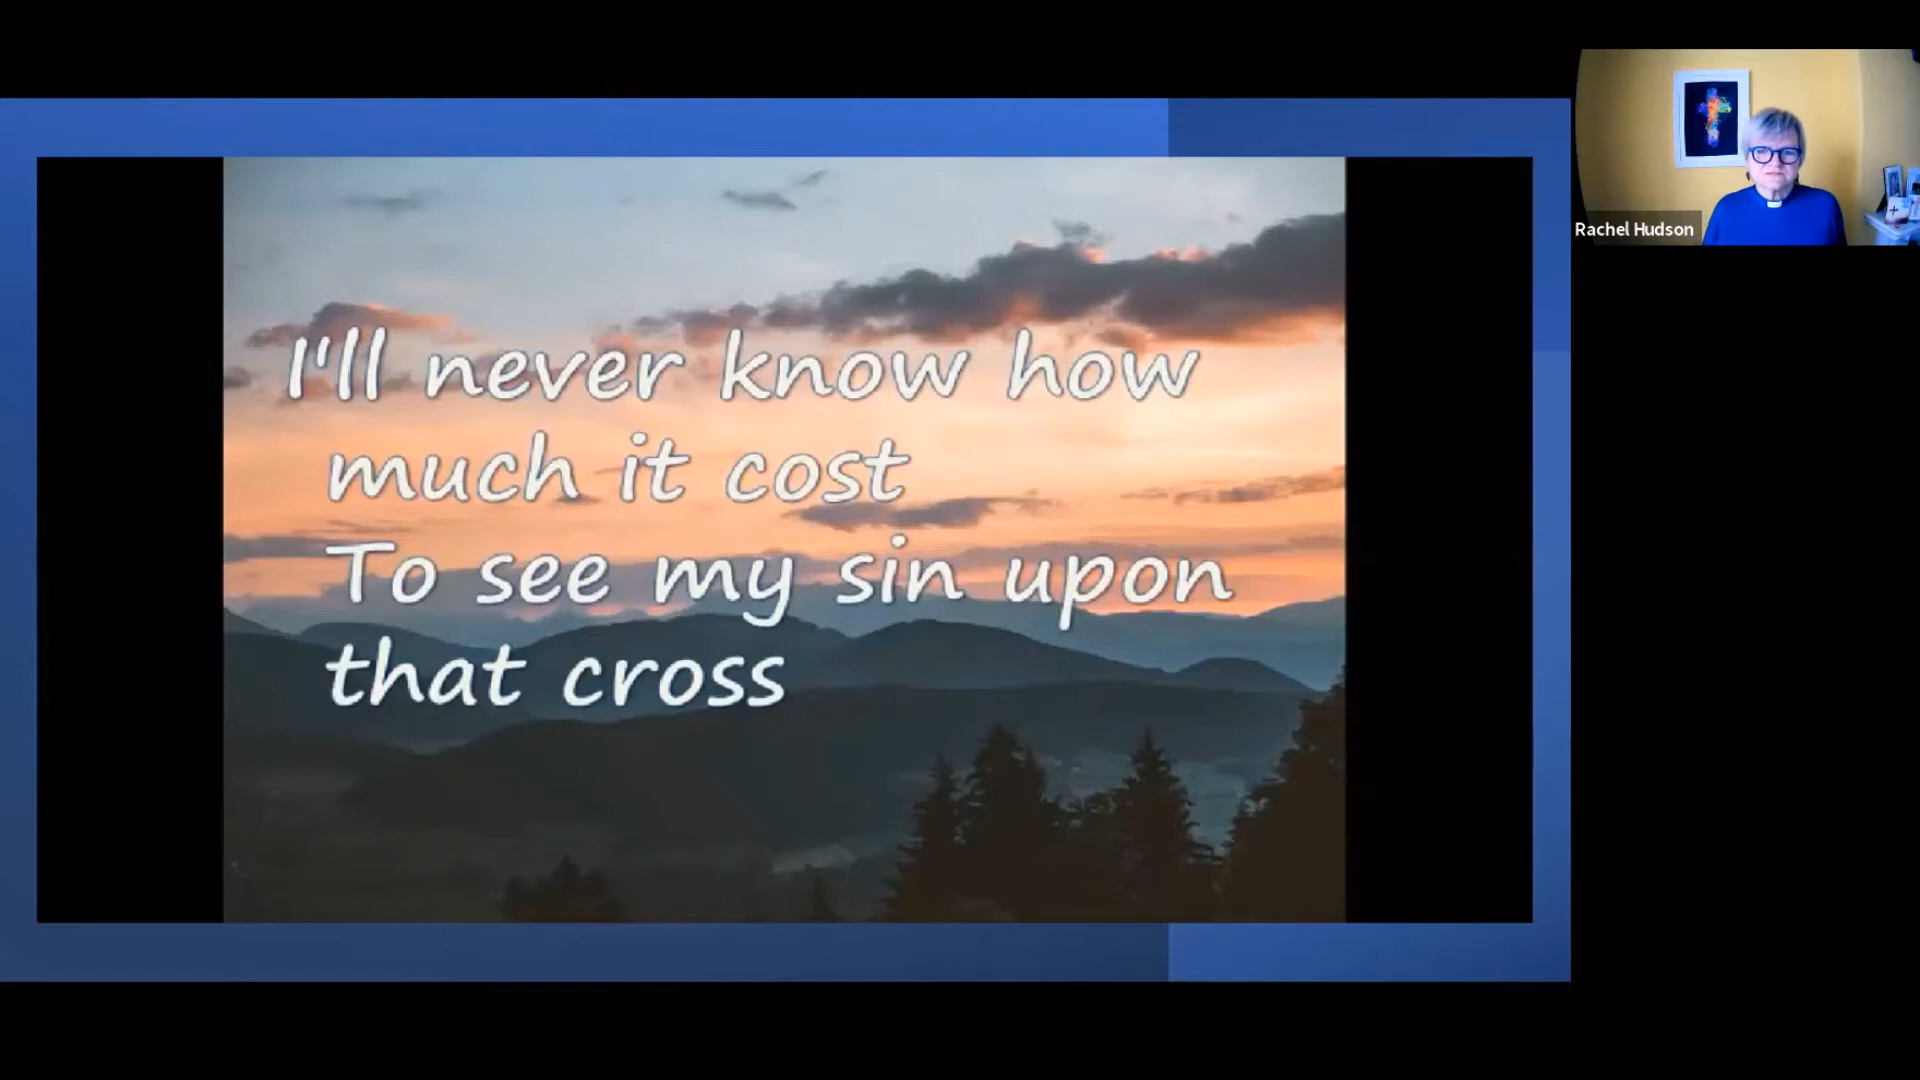 I'll never know how
much it cost
To see my sin upon
that cross
Rachel Hudson